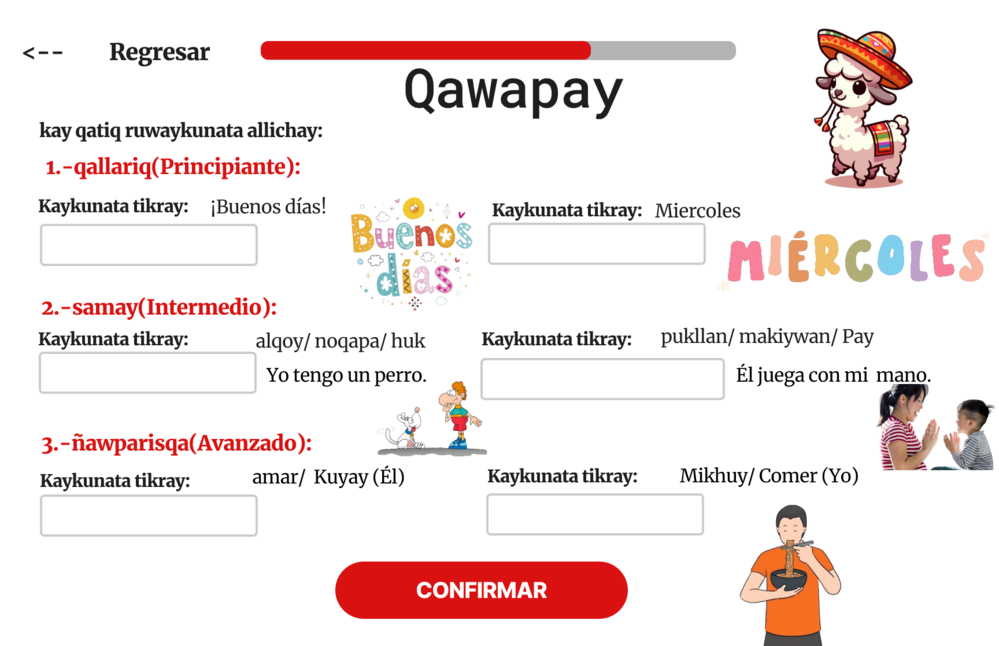 <-- Regresar
Qawapay
kay qatiq ruwaykunata allichay:
1.-qallariq(Principiante):
Kaykunata tikray: ¡Buenos días!
Buenos días
Kaykunata tikray: Miercoles
MIÉRCOLES
2.-samay(Intermedio):
Kaykunata tikray: alqoy/ noqapa/ huk
Yo tengo un perro.
Kaykunata tikray: pukllan/ makiywan/ Pay
Él juega con mi mano.
3.-ñawparisqa(Avanzado):
Kaykunata tikray: amar/ Kuyay (Él)
Kaykunata tikray: Mikhuy/ Comer (Yo)
CONFIRMAR